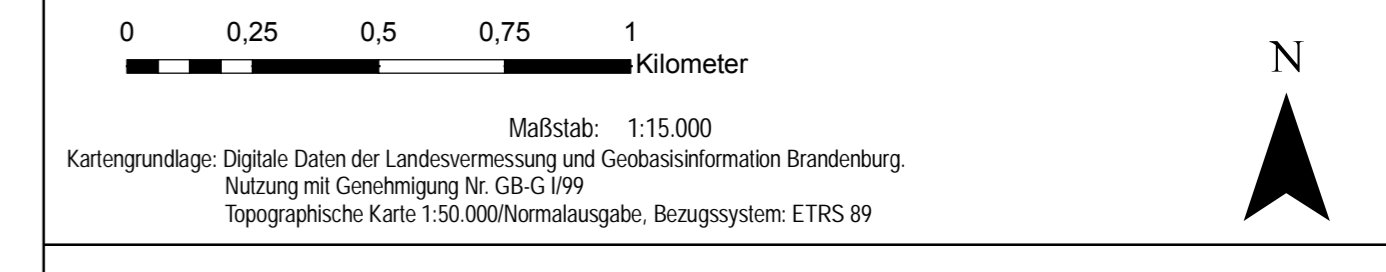 0 0,25 0,5 0,75 1
Kilometer
N
Maßstab: 1:15.000
Kartengrundlage: Digitale Daten der Landesvermessung und Geobasisinformation Brandenburg.
Nutzung mit Genehmigung Nr. GB-G I/99
Topographische Karte 1:50.000/Normalausgabe, Bezugssystem: ETRS 89